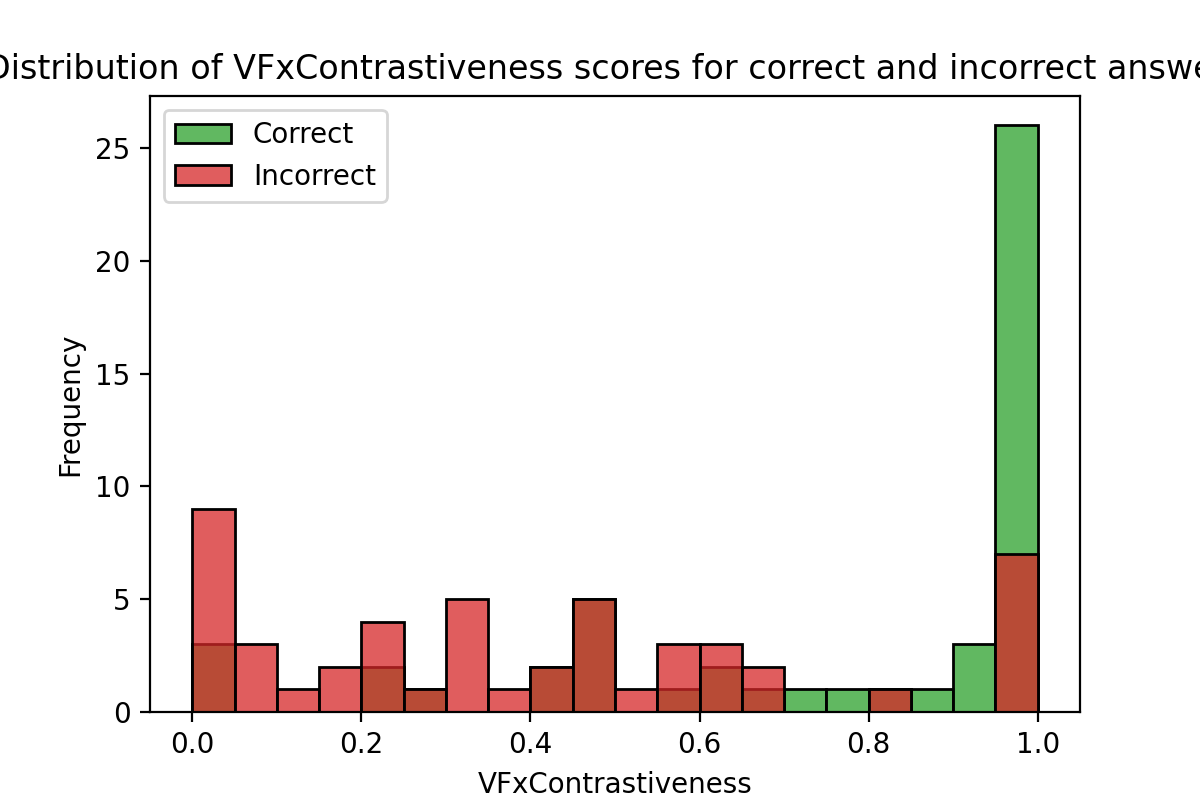 Distribution of VFxContrastiveness scores for correct and incorrect answe
Correct
Incorrect
25
20
15
10
5
0
Frequency
0.0 0.2 0.4 0.6 0.8 1.0
VFxContrastiveness